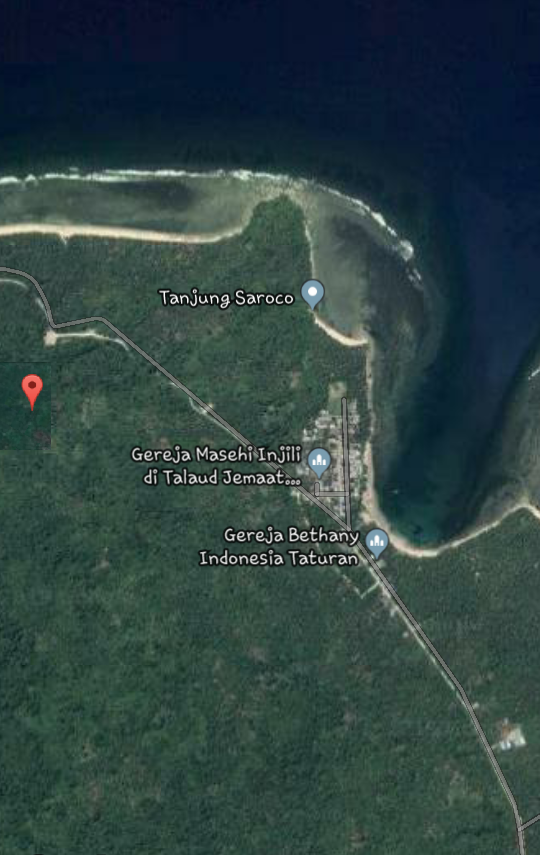 Tanjung Saroco
Gereja Masehi Injili
di Talaud Jemaat...
Gereja Bethany
Indonesia Taturan